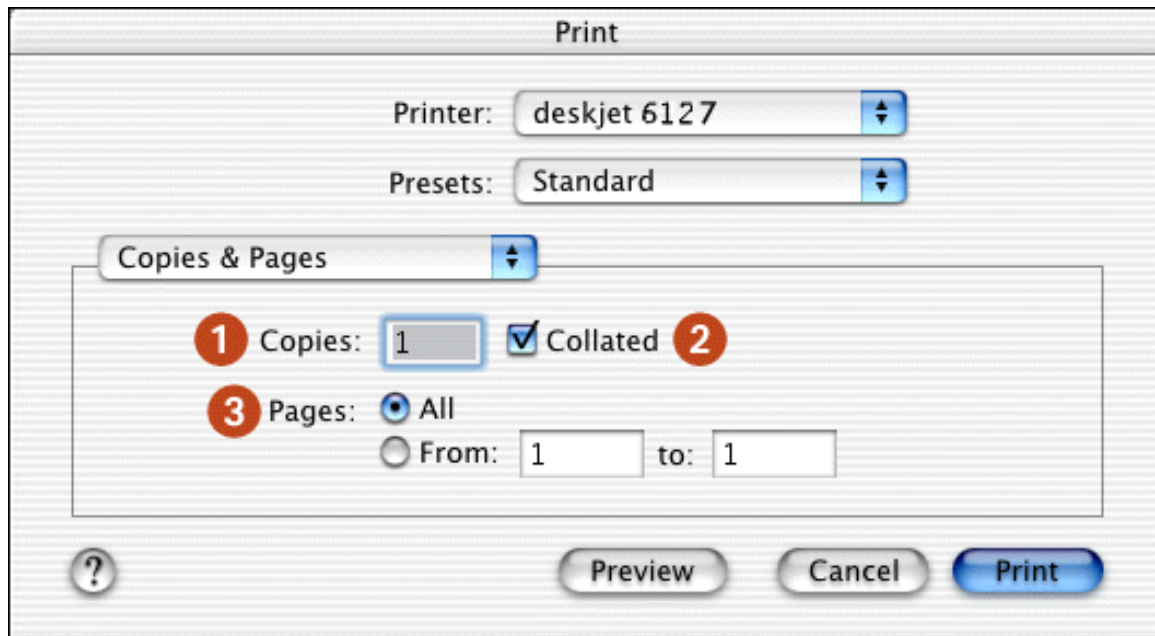 Print
Printer: deskjet 6127
Presets: Standard
Copies & Pages
1 Copies: 1 Collated 2
3 Pages: All
From: 1 to: 1
? Preview Cancel Print